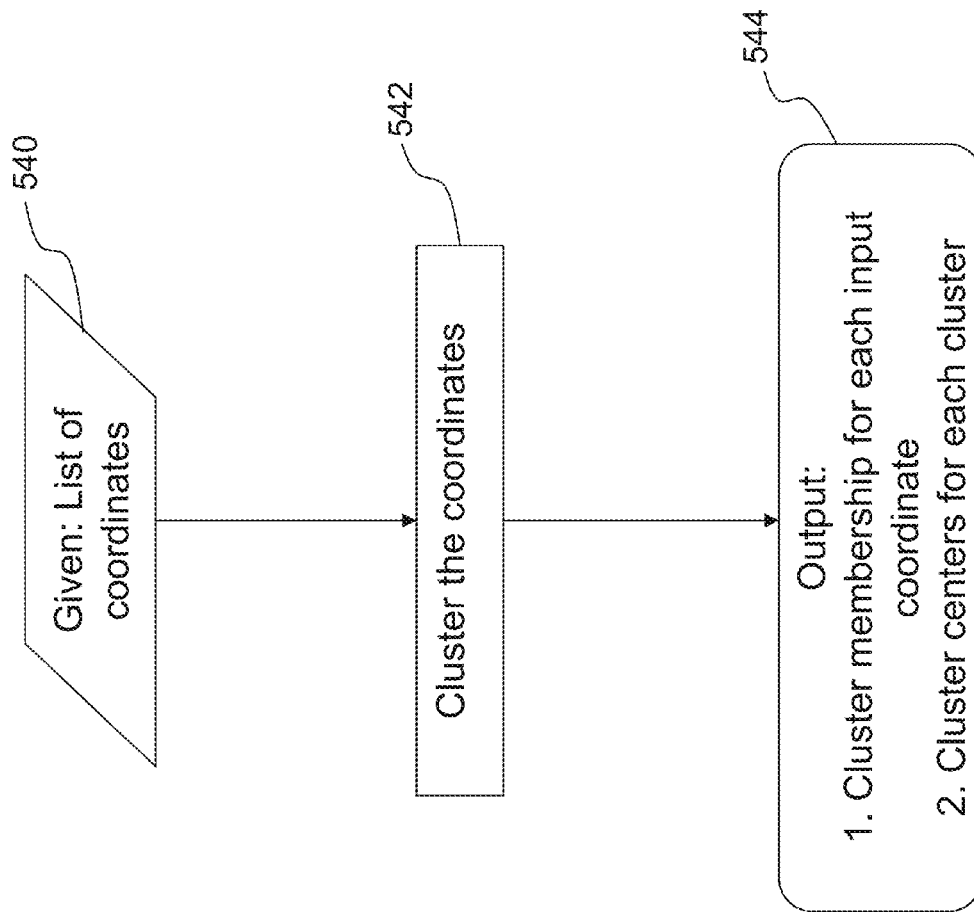 540
Given: List of
coordinates
542
Cluster the coordinates
544
Output:
1. Cluster membership for each input
coordinate
2. Cluster centers for each cluster